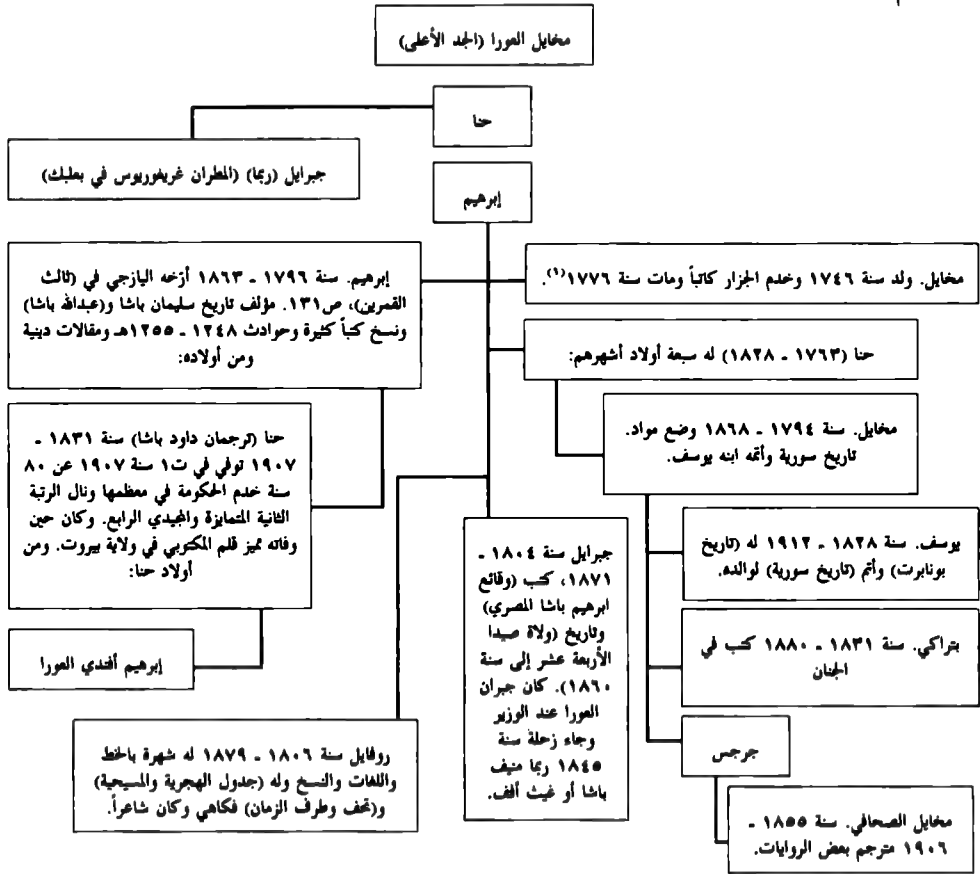 مخايل العورا (الجد الأعلى)
حنا
جبرايل (ربما) (المطران غريغوريوس في بعلبك)
إبرهيم
مخايل. ولد سنة ١٧٤٦ وخدم الجزار كاتباً ومات سنة ١٧٧٦(١).
إبرهيم. سنة ١٧٩٦ ـ ١٨٦٣ أرّخه اليازجي في (ثالث
القمرين)، ص١٣١. مؤلف تاريخ سليمان باشا و(عبدالله باشا)
ونسخ كتباً كثيرة وحوادث ١٢٤٨ ـ ١٢٥٥هـ ومقالات دينية
ومن أولاده:
حنا (١٧٦٣ ـ ١٨٢٨) له سبعة أولاد أشهرهم:
مخايل. سنة ١٧٩٤ ـ ١٨٦٨ وضع مواد.
تاريخ سورية وأتمه ابنه يوسف.
حنا (ترجمان داود باشا) سنة ١٨٣١ ـ
١٩٠٧ توفي في ت١ سنة ١٩٠٧ عن ٨٠
سنة خدم الحكومة في معظمها ونال الرتبة
الثانية المتمايزة والمجيدي الرابع. وكان حين
وفاته مميز قلم المكتوبي في ولاية بيروت. ومن
أولاد حنا:
يوسف. سنة ١٨٢٨ ـ ١٩١٢ له (تاريخ
بونابرت) وأتم (تاريخ سورية) لوالده.
جبرايل سنة ١٨٠٤ ـ
١٨٧١، كتب (وقائع
ابرهيم باشا المصري)
وتاريخ (ولاة صيدا
الأربعة عشر إلى سنة
١٨٦٠). كان جبران
العورا عند الوزير
وجاء زحلة سنة
١٨٤٥ ربما منيف
باشا أو غيث أفف.
بتراكي. سنة ١٨٣١ ـ ١٨٨٠ كتب في
الجنان
إبرهيم أفندي العورا
جرجس
روفايل سنة ١٨٠٦ ـ ١٨٧٩ له شهرة بالخط
واللغات والنسخ وله (جدول الهجرية والمسيحية)
و(تحف وطرف الزمان) فكاهي وكان شاعراً.
مخايل الصحافي. سنة ١٨٥٥ ـ
١٩٠٦ مترجم بعض الروايات.